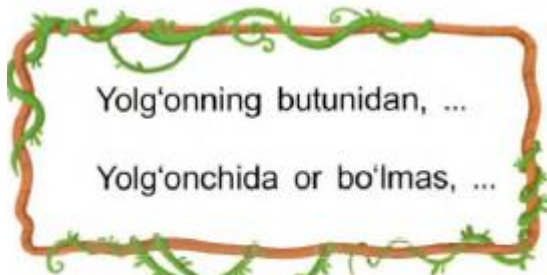 Yolg‘onning butunidan, ...
Yolg‘onchida or bo‘lmas, ...